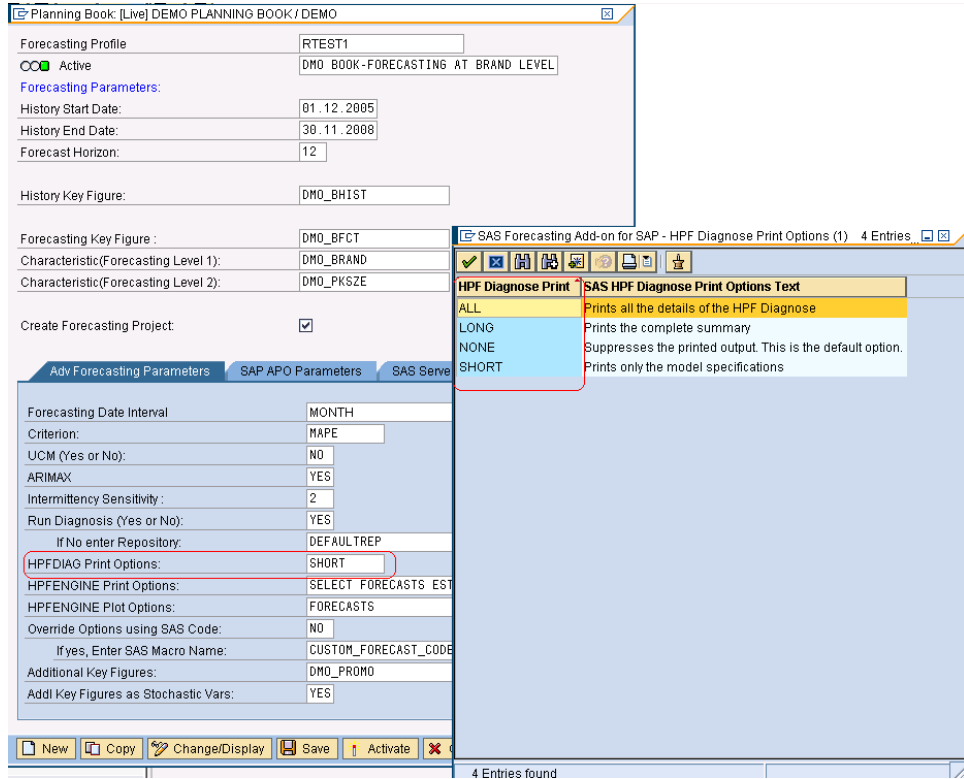 Planning Book: [Live] DEMO PLANNING BOOK / DEMO
Forecasting Profile RTEST1
Active DMO BOOK-FORECASTING AT BRAND LEVEL
Forecasting Parameters:
History Start Date: 01.12.2005
History End Date: 30.11.2008
Forecast Horizon: 12
History Key Figure: DMO_BHIST
Forecasting Key Figure : DMO_BFCT
Characteristic(Forecasting Level 1): DMO_BRAND
Characteristic(Forecasting Level 2): DMO_PKSZE
Create Forecasting Project:
Adv Forecasting Parameters SAP APO Parameters SAS Serve
Forecasting Date Interval MONTH
Criterion: MAPE
UCM (Yes or No): NO
ARIMAX YES
Intermittency Sensitivity : 2
Run Diagnosis (Yes or No): YES
If No enter Repository: DEFAULTREP
HPFDIAG Print Options: SHORT
HPFENGINE Print Options: SELECT FORECASTS EST
HPFENGINE Plot Options: FORECASTS
Override Options using SAS Code: NO
If yes, Enter SAS Macro Name: CUSTOM_FORECAST_CODE
Additional Key Figures: DMO_PROMO
Addl Key Figures as Stochastic Vars: YES
New Copy Change/Display Save Activate
SAS Forecasting Add-on for SAP - HPF Diagnose Print Options (1) 4 Entries
HPF Diagnose Print SAS HPF Diagnose Print Options Text
ALL Prints all the details of the HPF Diagnose
LONG Prints the complete summary
NONE Suppresses the printed output. This is the default option.
SHORT Prints only the model specifications
4 Entries found